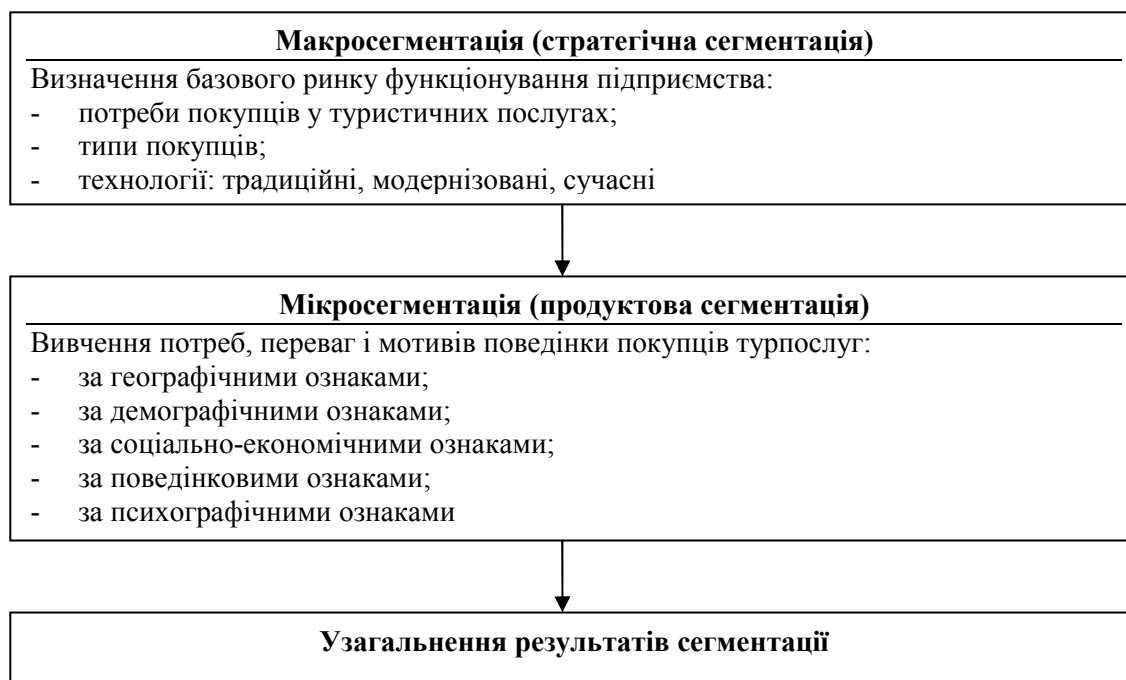 Макросегментація (стратегічна сегментація)
Визначення базового ринку функціонування підприємства:
- потреби покупців у туристичних послугах;
- типи покупців;
- технології: традиційні, модернізовані, сучасні
Мікросегментація (продуктова сегментація)
Вивчення потреб, переваг і мотивів поведінки покупців турпослуг:
- за географічними ознаками;
- за демографічними ознаками;
- за соціально-економічними ознаками;
- за поведінковими ознаками;
- за психографічними ознаками
Узагальнення результатів сегментації